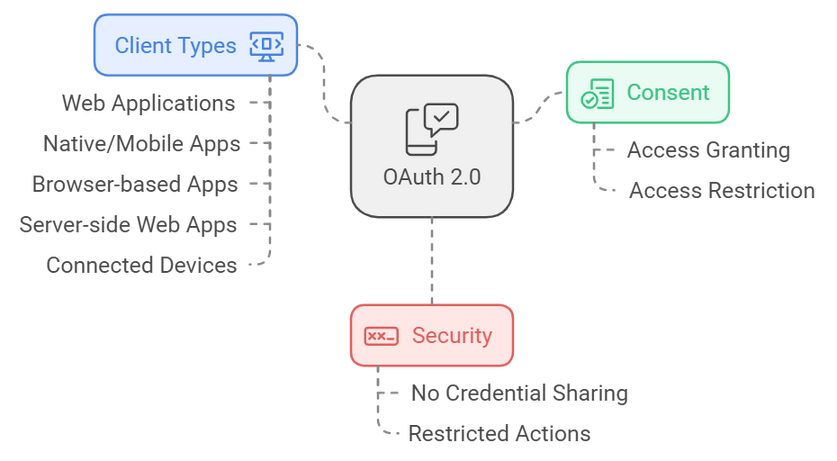 Client Types
Web Applications
Native/Mobile Apps
Browser-based Apps
Server-side Web Apps
Connected Devices
OAuth 2.0
Consent
Access Granting
Access Restriction
Security
No Credential Sharing
Restricted Actions